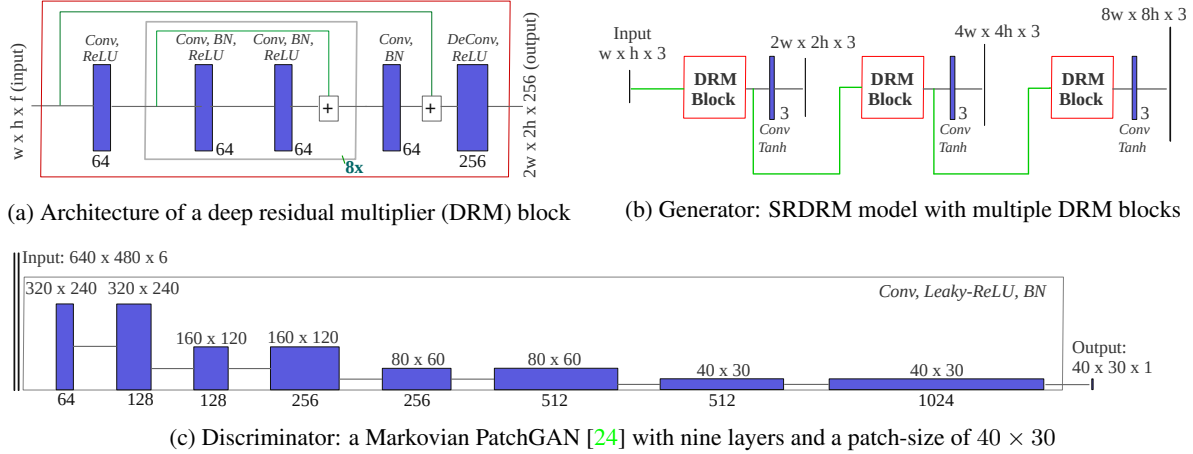 w x h x f (input)
Conv,
ReLU
64
Conv, BN,
ReLU
64
Conv, BN,
ReLU
64
+
8x
Conv,
BN
64
+
DeConv,
ReLU
256
2w x 2h x 256 (output)
(a) Architecture of a deep residual multiplier (DRM) block
Input
w x h x 3
DRM
Block
3
Conv
Tanh
2w x 2h x 3
DRM
Block
3
Conv
Tanh
4w x 4h x 3
DRM
Block
3
Conv
Tanh
8w x 8h x 3
(b) Generator: SRDRM model with multiple DRM blocks
Input: 640 x 480 x 6
Conv, Leaky-ReLU, BN
320 x 240
64
320 x 240
128
160 x 120
128
160 x 120
256
80 x 60
256
80 x 60
512
40 x 30
512
40 x 30
1024
Output:
40 x 30 x 1
(c) Discriminator: a Markovian PatchGAN [24] with nine layers and a patch-size of 40 × 30